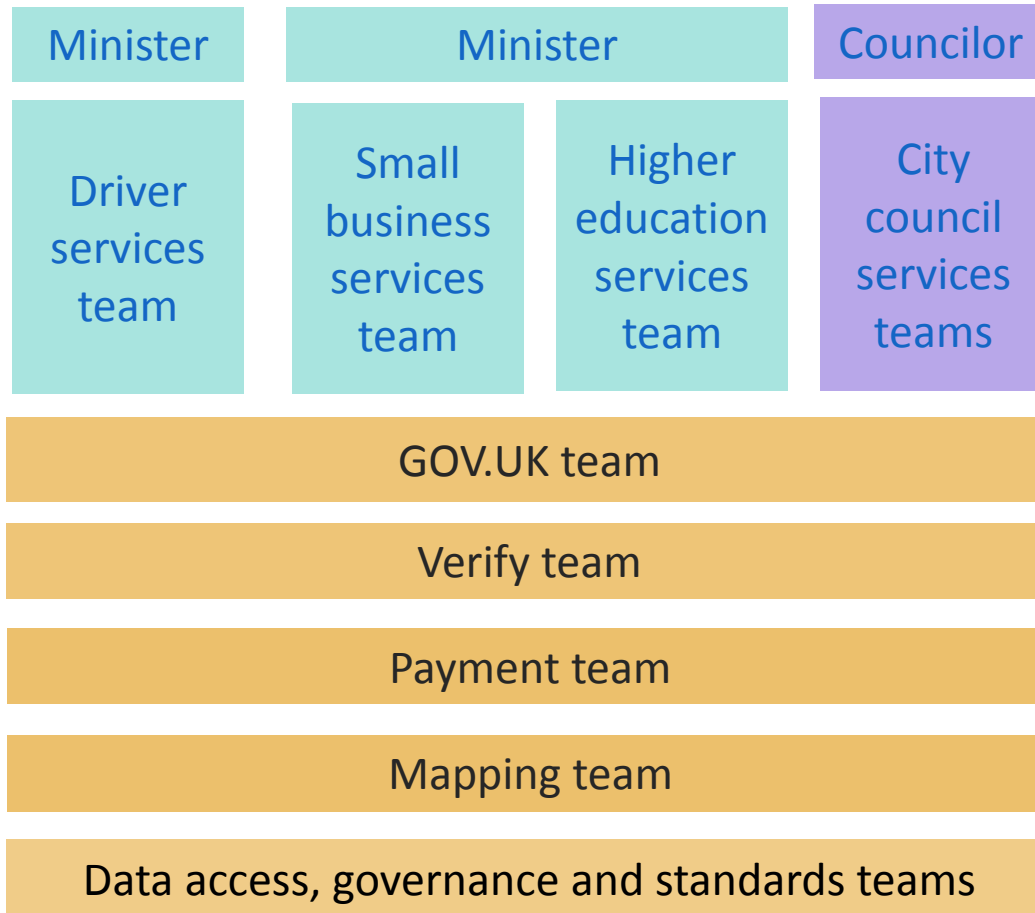 Minister
Minister
Councilor
Driver
services
team
Small
business
services
team
Higher
education
services
team
City
council
services
teams
GOV.UK team
Verify team
Payment team
Mapping team
Data access, governance and standards teams